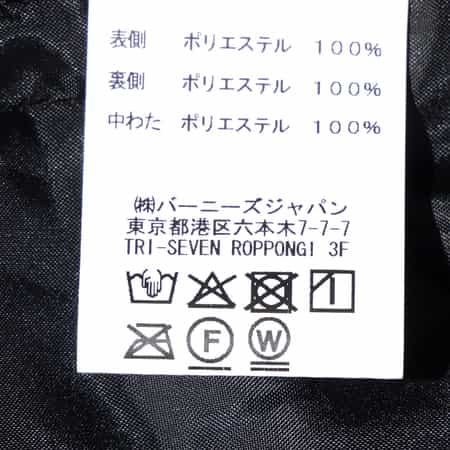 表側 ポリエステル 100%
裏側 ポリエステル 100%
中わた ポリエステル 100%
㈱バーニーズジャパン
東京都港区六本木7-7-7
TRI-SEVEN ROPPONGI 3F
F W